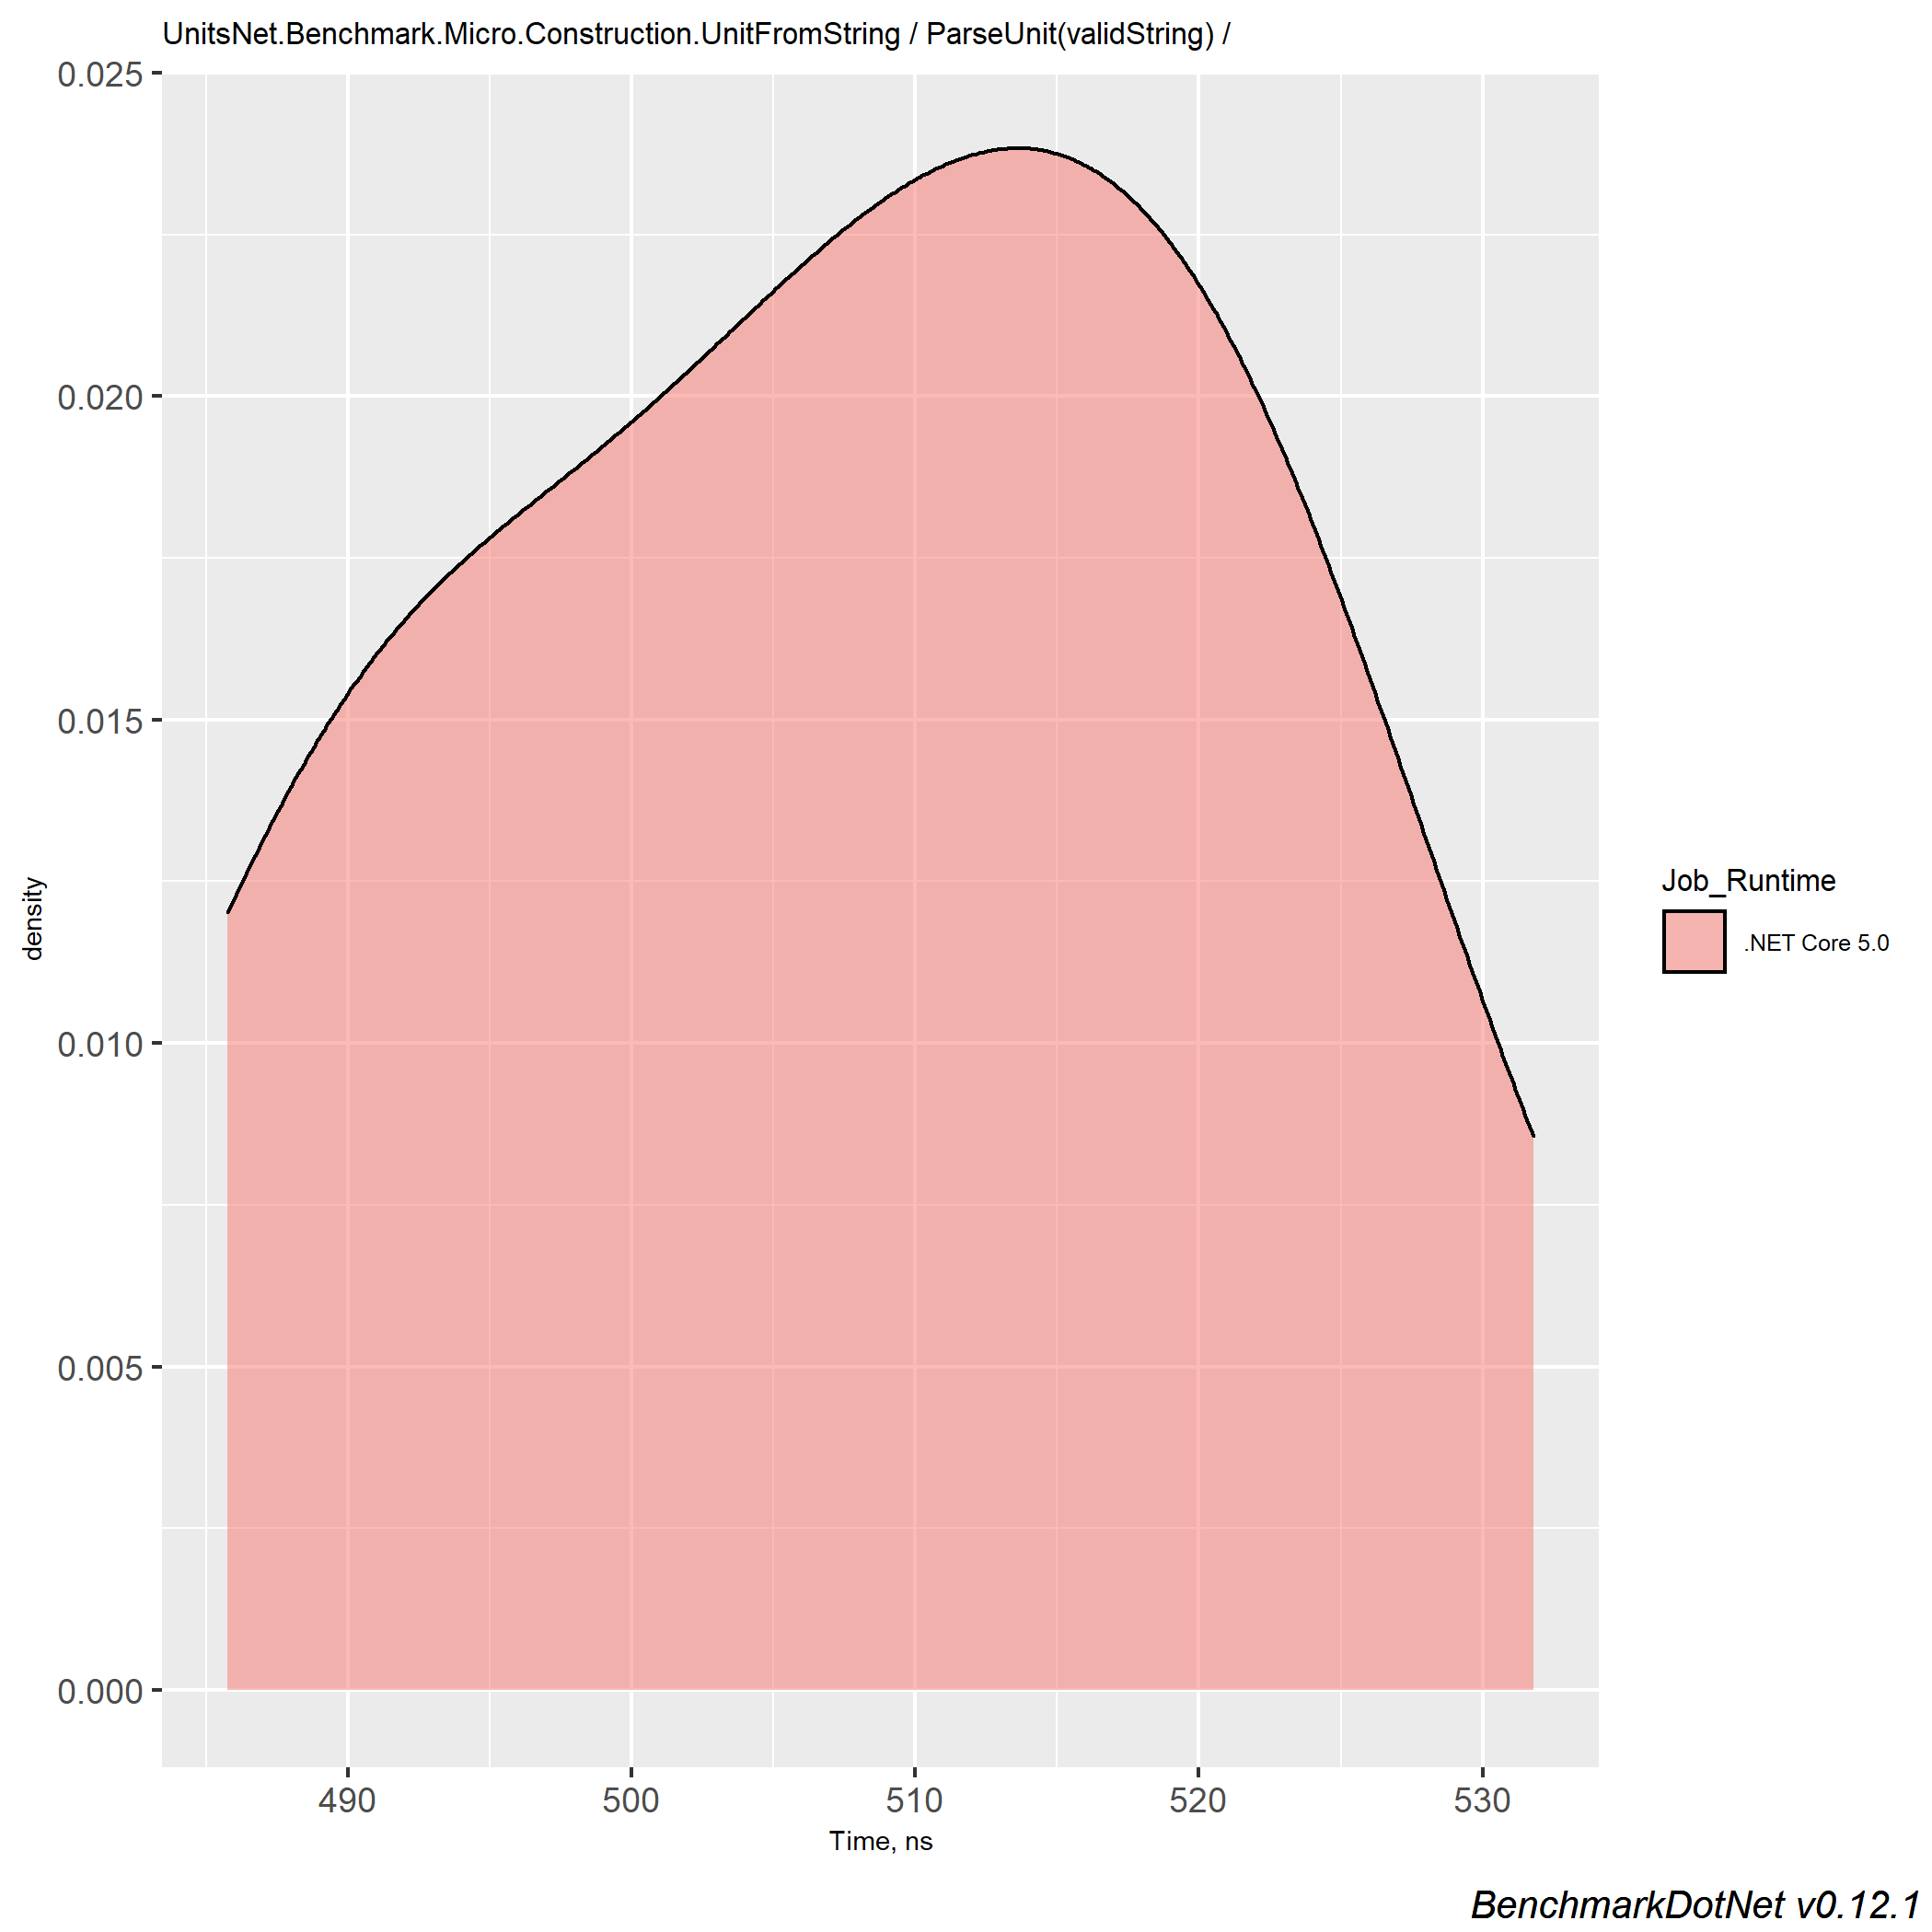 UnitsNet.Benchmark.Micro.Construction.UnitFromString / ParseUnit(validString) /
0.025
0.020
0.015
0.010
0.005
0.000
density
490 500 510 520 530
Time, ns
Job_Runtime
.NET Core 5.0
BenchmarkDotNet v0.12.1